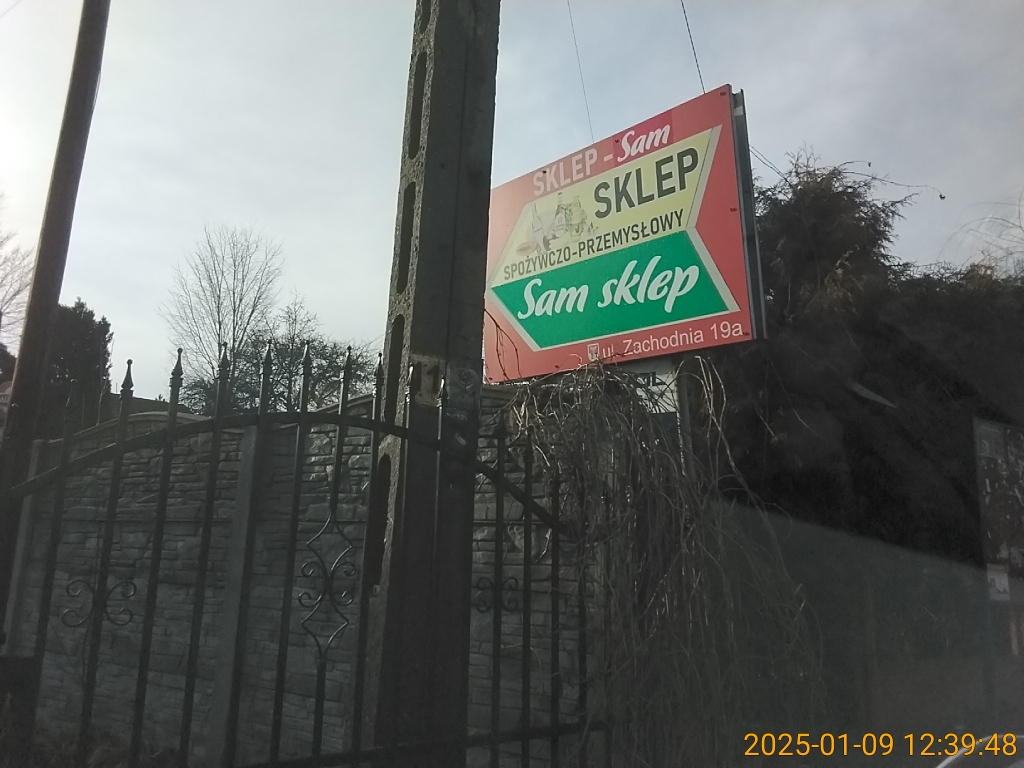 SKLEP - Sam
SKLEP
SPOŻYWCZO-PRZEMYSŁOWY
Sam sklep
ul. Zachodnia 19a
2025-01-09 12:39:48